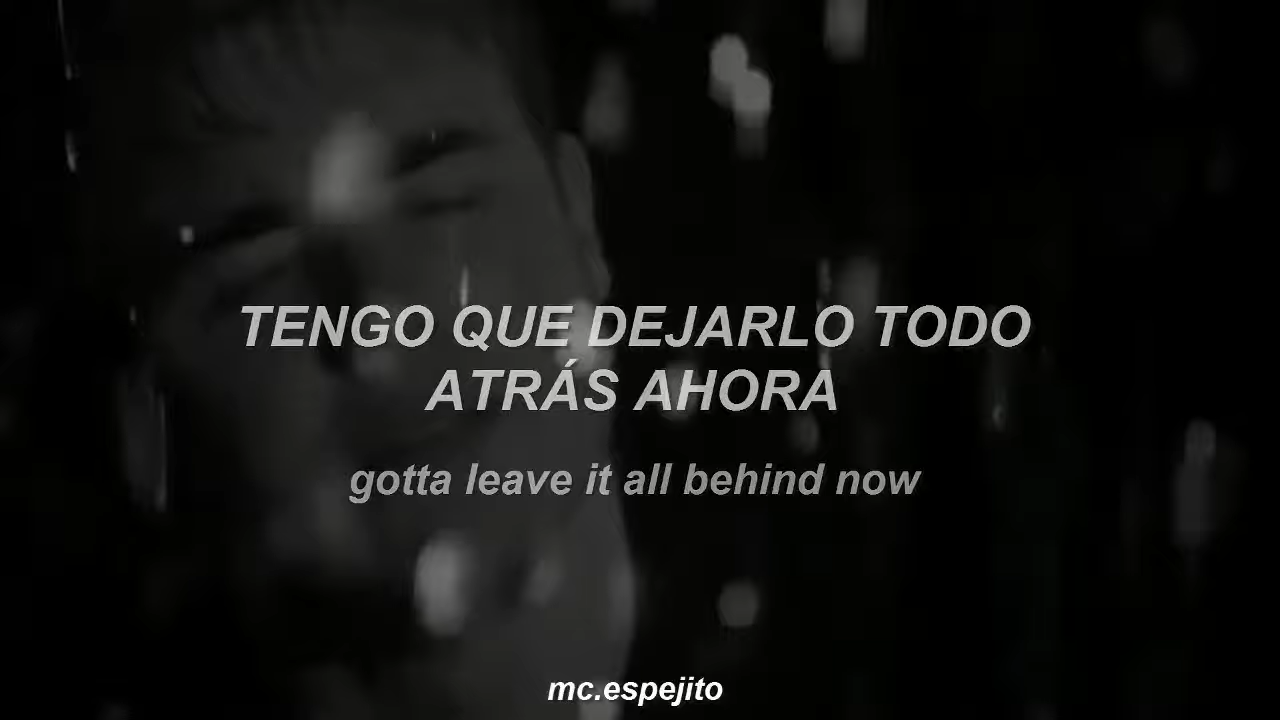 TENGO QUE DEJARLO TODO
ATRÁS AHORA
gotta leave it all behind now
mc.espejito